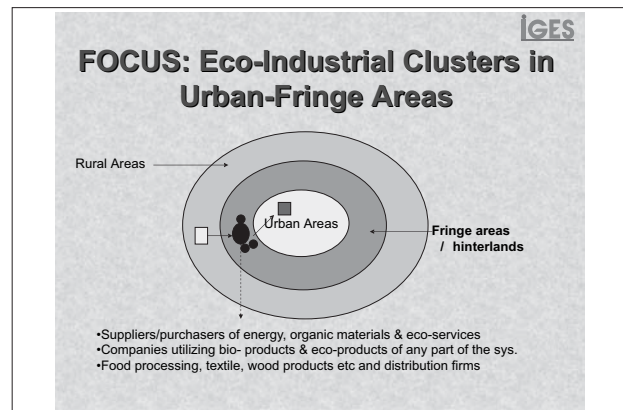 IGES
FOCUS: Eco-Industrial Clusters in
Urban-Fringe Areas
Rural Areas
Urban Areas
Fringe areas
/ hinterlands
•Suppliers/purchasers of energy, organic materials & eco-services
•Companies utilizing bio- products & eco-products of any part of the sys.
•Food processing, textile, wood products etc and distribution firms